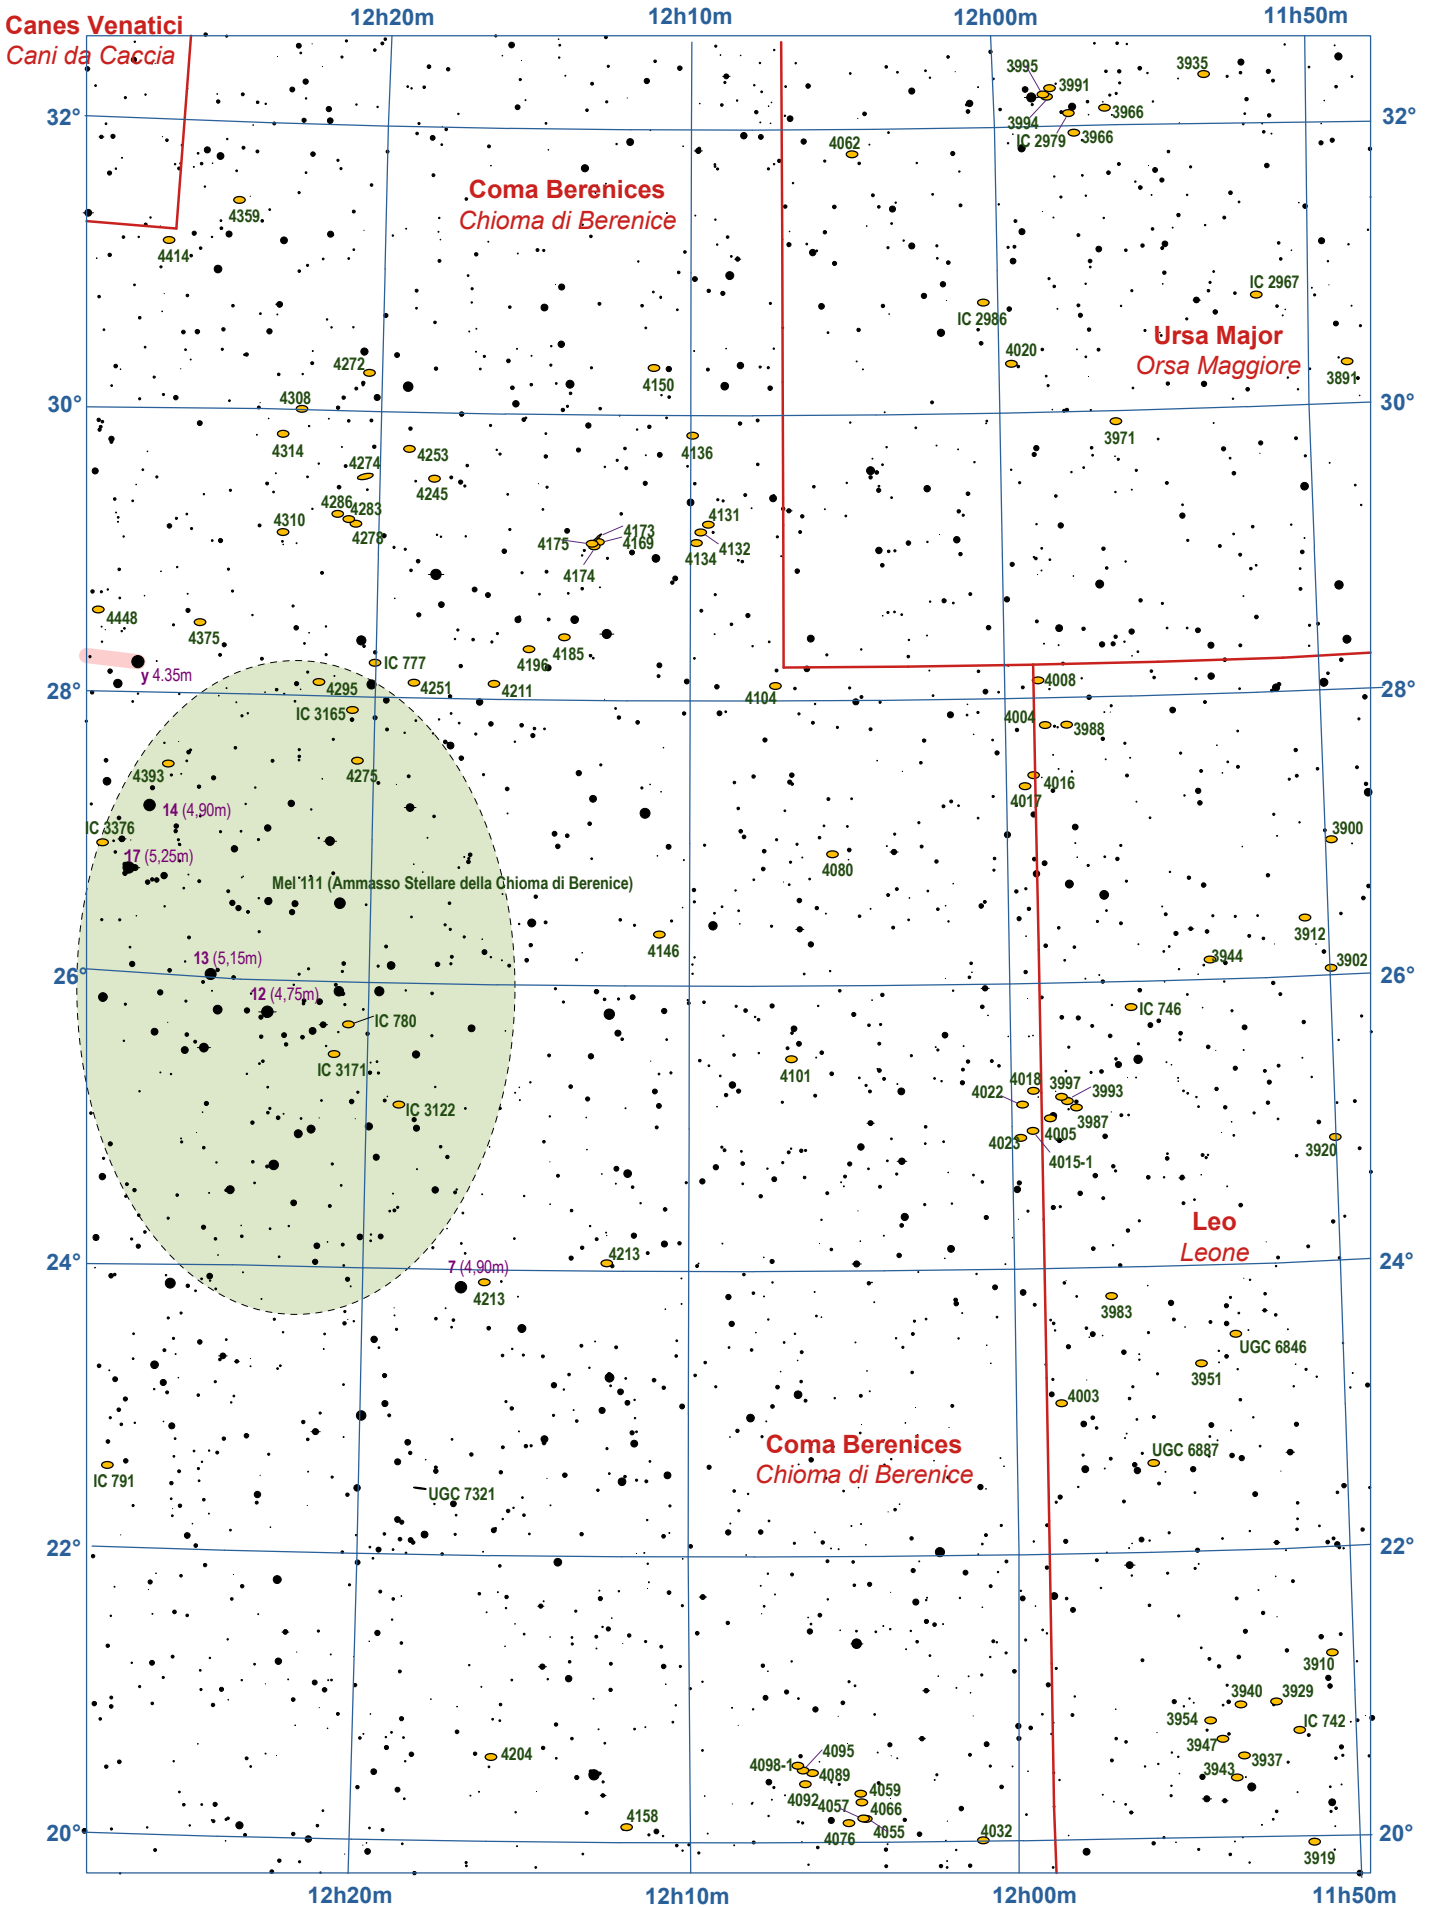 Canes Venatici
Cani da Caccia
12h20m
12h10m
12h00m
11h50m
3995
3991
3935
3966
3994
IC 2979
3966
32°
32°
4062
Coma Berenices
Chioma di Berenice
4359
4414
IC 2967
IC 2986
Ursa Major
Orsa Maggiore
4020
4272
4150
3891
4308
30°
30°
4314
4253
4136
3971
4274
4245
4286
4283
4310
4278
4131
4173
4175
4169
4132
4134
4174
4448
4375
4185
4196
IC 777
y 4.35m
4295
4251
4211
4104
4008
28°
28°
IC 3165
4004
3988
4393
4275
4016
4017
14 (4,90m)
IC 3376
3900
17 (5,25m)
4080
Mel 111 (Ammasso Stellare della Chioma di Berenice)
3912
4146
13 (5,15m)
3944
3902
26°
26°
12 (4,75m)
IC 746
IC 780
IC 3171
4101
4018
3997
3993
4022
IC 3122
3987
4023
4005
4015-1
3920
Leo
Leone
24°
24°
4213
7 (4,90m)
4213
3983
UGC 6846
3951
4003
Coma Berenices
Chioma di Berenice
UGC 6887
IC 791
UGC 7321
22°
22°
3910
3940
3929
3954
IC 742
3947
4204
4095
4098-1
4089
3937
3943
4059
4092
4057
4066
4158
4076
4055
4032
20°
20°
3919
12h20m
12h10m
12h00m
11h50m